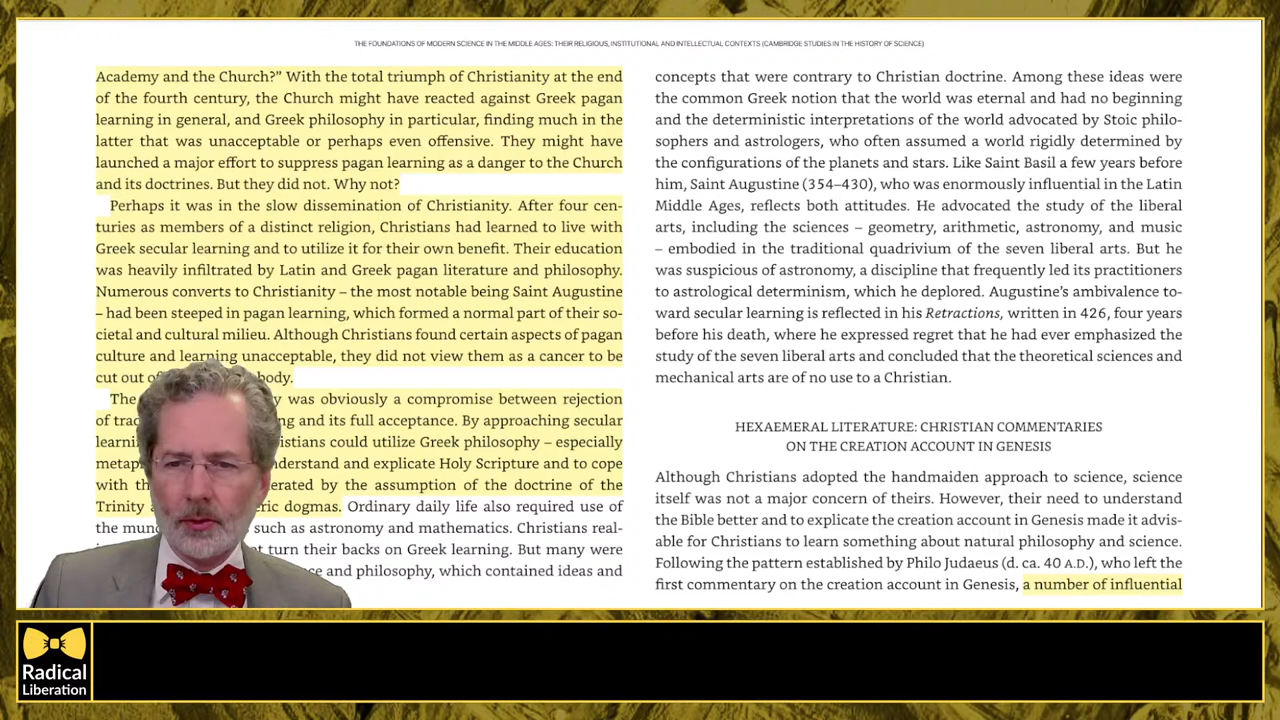 THE FOUNDATIONS OF MODERN SCIENCE IN THE MIDDLE AGES: THEIR RELIGIOUS, INSTITUTIONAL AND INTELLECTUAL CONTEXTS (CAMBRIDGE STUDIES IN THE HISTORY OF SCIENCE)
Academy and the Church?” With the total triumph of Christianity at the end
of the fourth century, the Church might have reacted against Greek pagan
learning in general, and Greek philosophy in particular, finding much in the
latter that was unacceptable or perhaps even offensive. They might have
launched a major effort to suppress pagan learning as a danger to the Church
and its doctrines. But they did not. Why not?
Perhaps it was in the slow dissemination of Christianity. After four cen-
turies as members of a distinct religion, Christians had learned to live with
Greek secular learning and to utilize it for their own benefit. Their education
was heavily infiltrated by Latin and Greek pagan literature and philosophy.
Numerous converts to Christianity – the most notable being Saint Augustine
– had been steeped in pagan learning, which formed a normal part of their so-
cietal and cultural milieu. Although Christians found certain aspects of pagan
culture and learning unacceptable, they did not view them as a cancer to be
cut out of body.
The was obviously a compromise between rejection
of and its full acceptance. By approaching secular
could utilize Greek philosophy – especially
and explicate Holy Scripture and to cope
with by the assumption of the doctrine of the
Trinity dogmas. Ordinary daily life also required use of
the such as astronomy and mathematics. Christians real-
turn their backs on Greek learning. But many were
and philosophy, which contained ideas and
concepts that were contrary to Christian doctrine. Among these ideas were
the common Greek notion that the world was eternal and had no beginning
and the deterministic interpretations of the world advocated by Stoic philo-
sophers and astrologers, who often assumed a world rigidly determined by
the configurations of the planets and stars. Like Saint Basil a few years before
him, Saint Augustine (354–430), who was enormously influential in the Latin
Middle Ages, reflects both attitudes. He advocated the study of the liberal
arts, including the sciences – geometry, arithmetic, astronomy, and music
– embodied in the traditional quadrivium of the seven liberal arts. But he
was suspicious of astronomy, a discipline that frequently led its practitioners
to astrological determinism, which he deplored. Augustine’s ambivalence to-
ward secular learning is reflected in his Retractions, written in 426, four years
before his death, where he expressed regret that he had ever emphasized the
study of the seven liberal arts and concluded that the theoretical sciences and
mechanical arts are of no use to a Christian.
HEXAEMERAL LITERATURE: CHRISTIAN COMMENTARIES
ON THE CREATION ACCOUNT IN GENESIS
Although Christians adopted the handmaiden approach to science, science
itself was not a major concern of theirs. However, their need to understand
the Bible better and to explicate the creation account in Genesis made it advis-
able for Christians to learn something about natural philosophy and science.
Following the pattern established by Philo Judaeus (d. ca. 40 A.D.), who left the
first commentary on the creation account in Genesis, a number of influential
Radical
Liberation